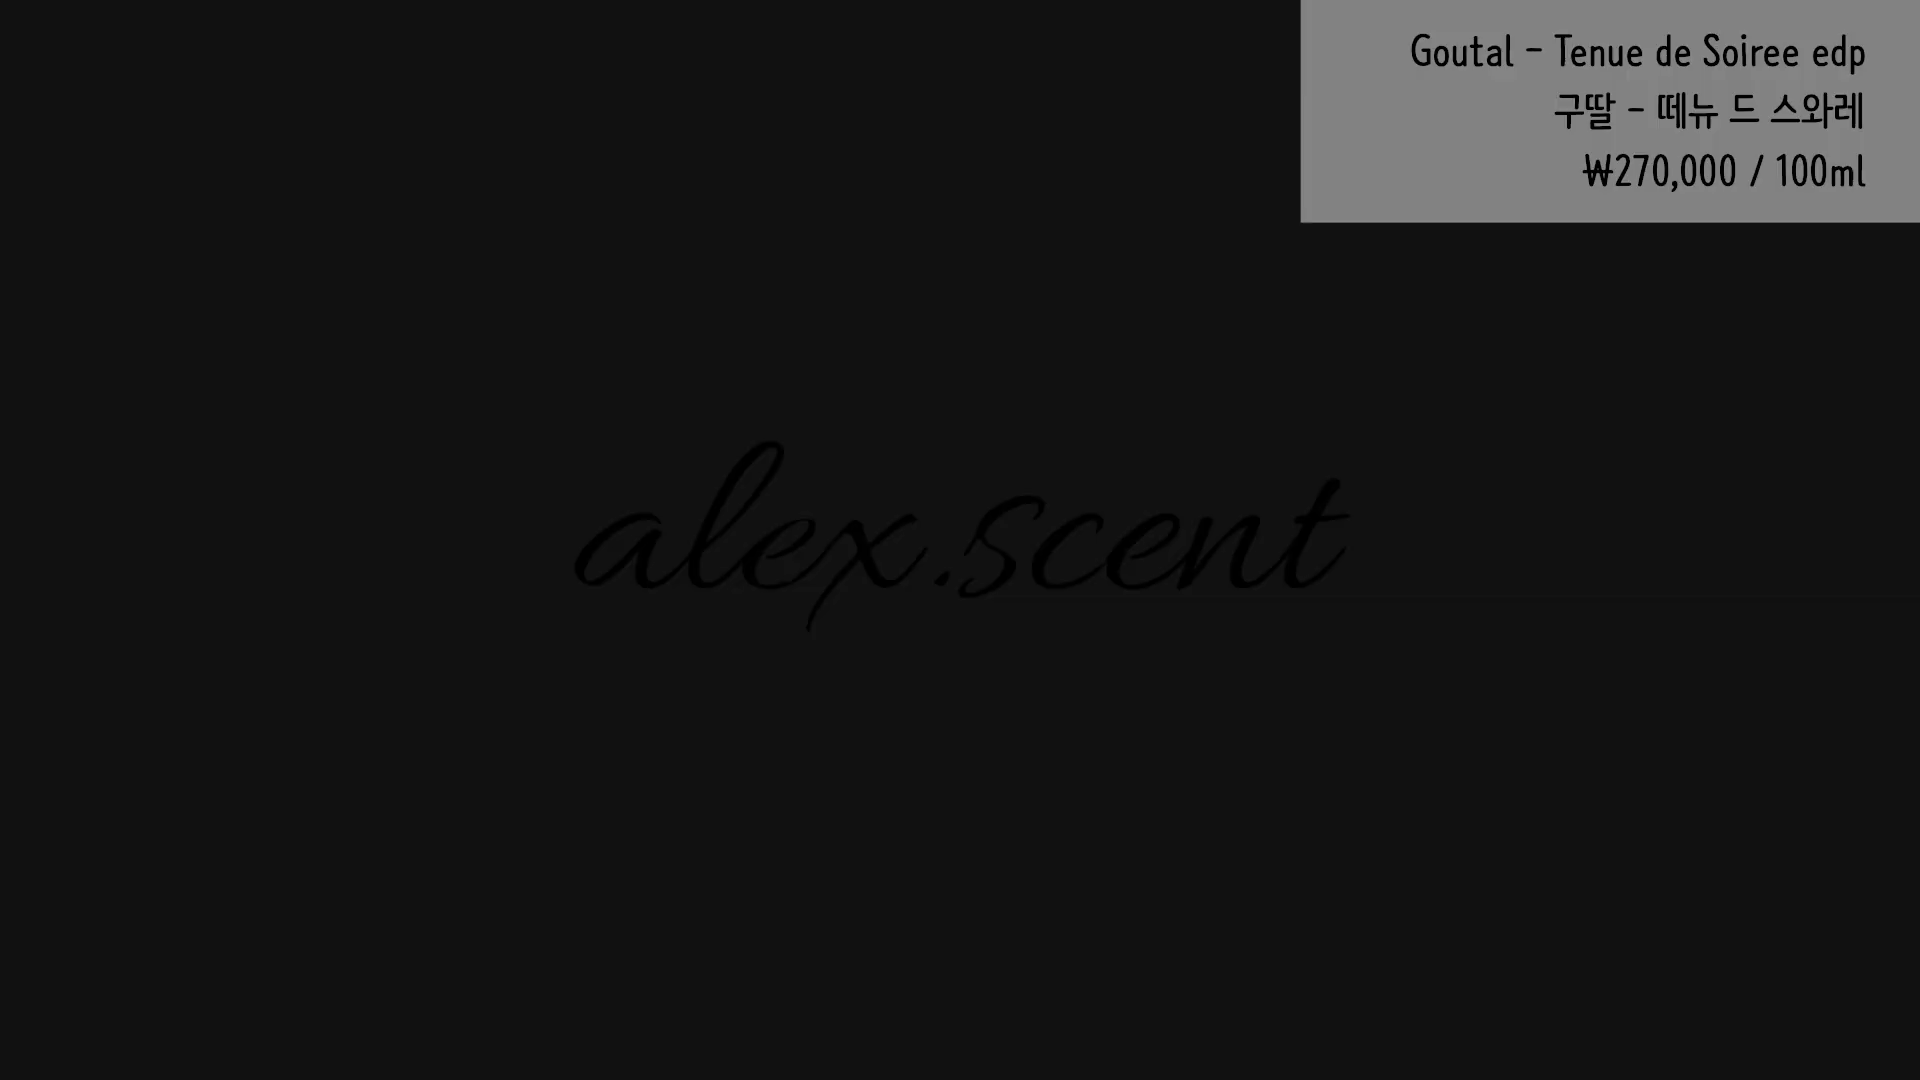 Goutal - Tenue de Soiree edp
구딸 - 떼뉴 드 스와레
₩270,000 / 100ml
alex.scent